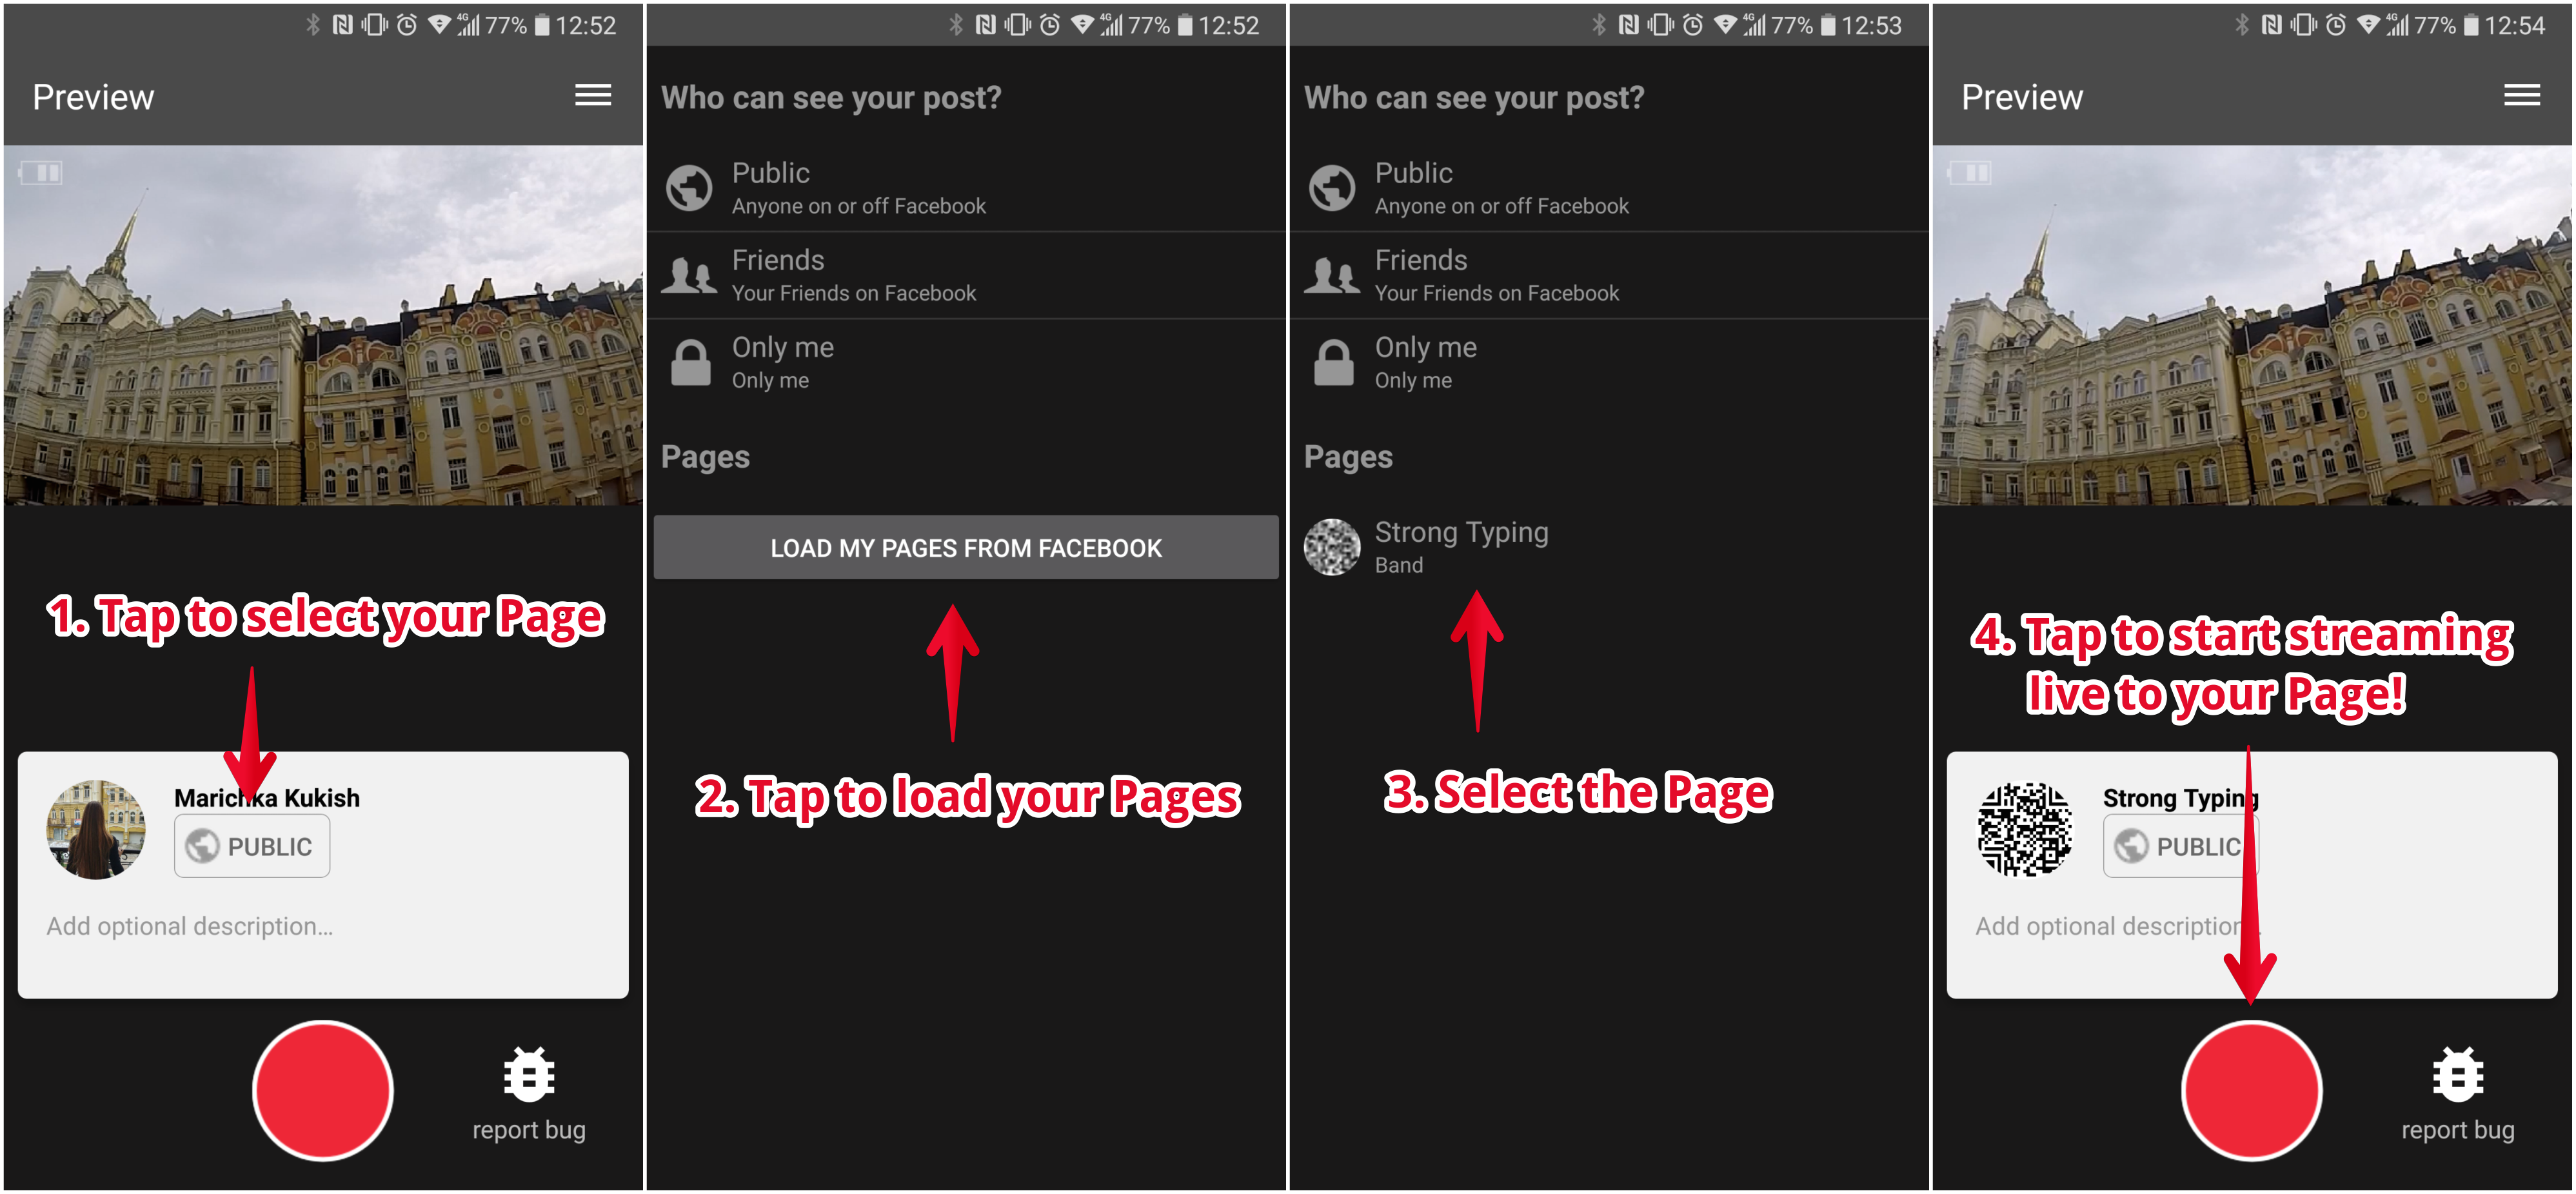 4G 77% 12:52
Preview
1. Tap to select your Page
Marichka Kukish
PUBLIC
Add optional description...
report bug
4G 77% 12:52
Who can see your post?
Public
Anyone on or off Facebook
Friends
Your Friends on Facebook
Only me
Only me
Pages
LOAD MY PAGES FROM FACEBOOK
2. Tap to load your Pages
4G 77% 12:53
Who can see your post?
Public
Anyone on or off Facebook
Friends
Your Friends on Facebook
Only me
Only me
Pages
Strong Typing
Band
3. Select the Page
4G 77% 12:54
Preview
4. Tap to start streaming
live to your Page!
Strong Typing
PUBLIC
Add optional description...
report bug